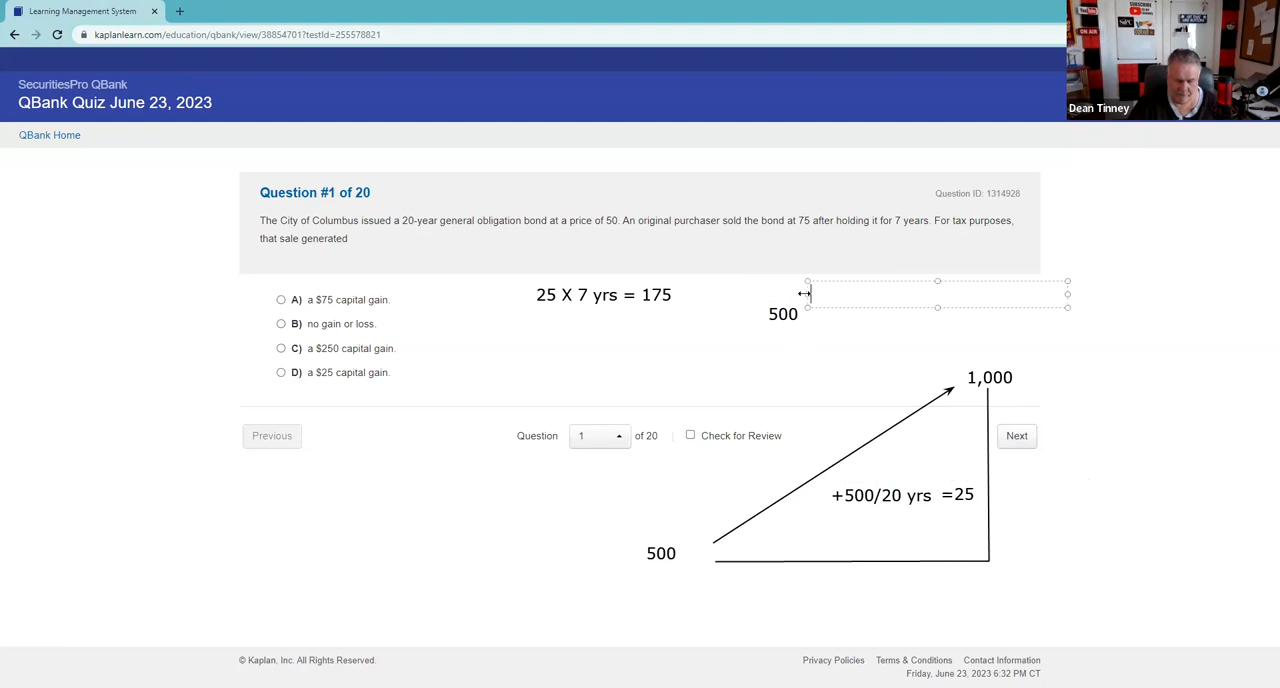 Learning Management System
kaplanlearn.com/education/qbank/view/38854701?testId=255578821
SecuritiesPro QBank
QBank Quiz June 23, 2023
Dean Tinney
QBank Home
Question #1 of 20
Question ID: 1314928
The City of Columbus issued a 20-year general obligation bond at a price of 50. An original purchaser sold the bond at 75 after holding it for 7 years. For tax purposes,
that sale generated
A) a $75 capital gain.
B) no gain or loss.
C) a $250 capital gain.
D) a $25 capital gain.
25 X 7 yrs = 175
500
1,000
Previous
Question 1 of 20
Check for Review
Next
+500/20 yrs =25
500
© Kaplan, Inc. All Rights Reserved.
Privacy Policies Terms & Conditions Contact Information
Friday, June 23, 2023 6:32 PM CT